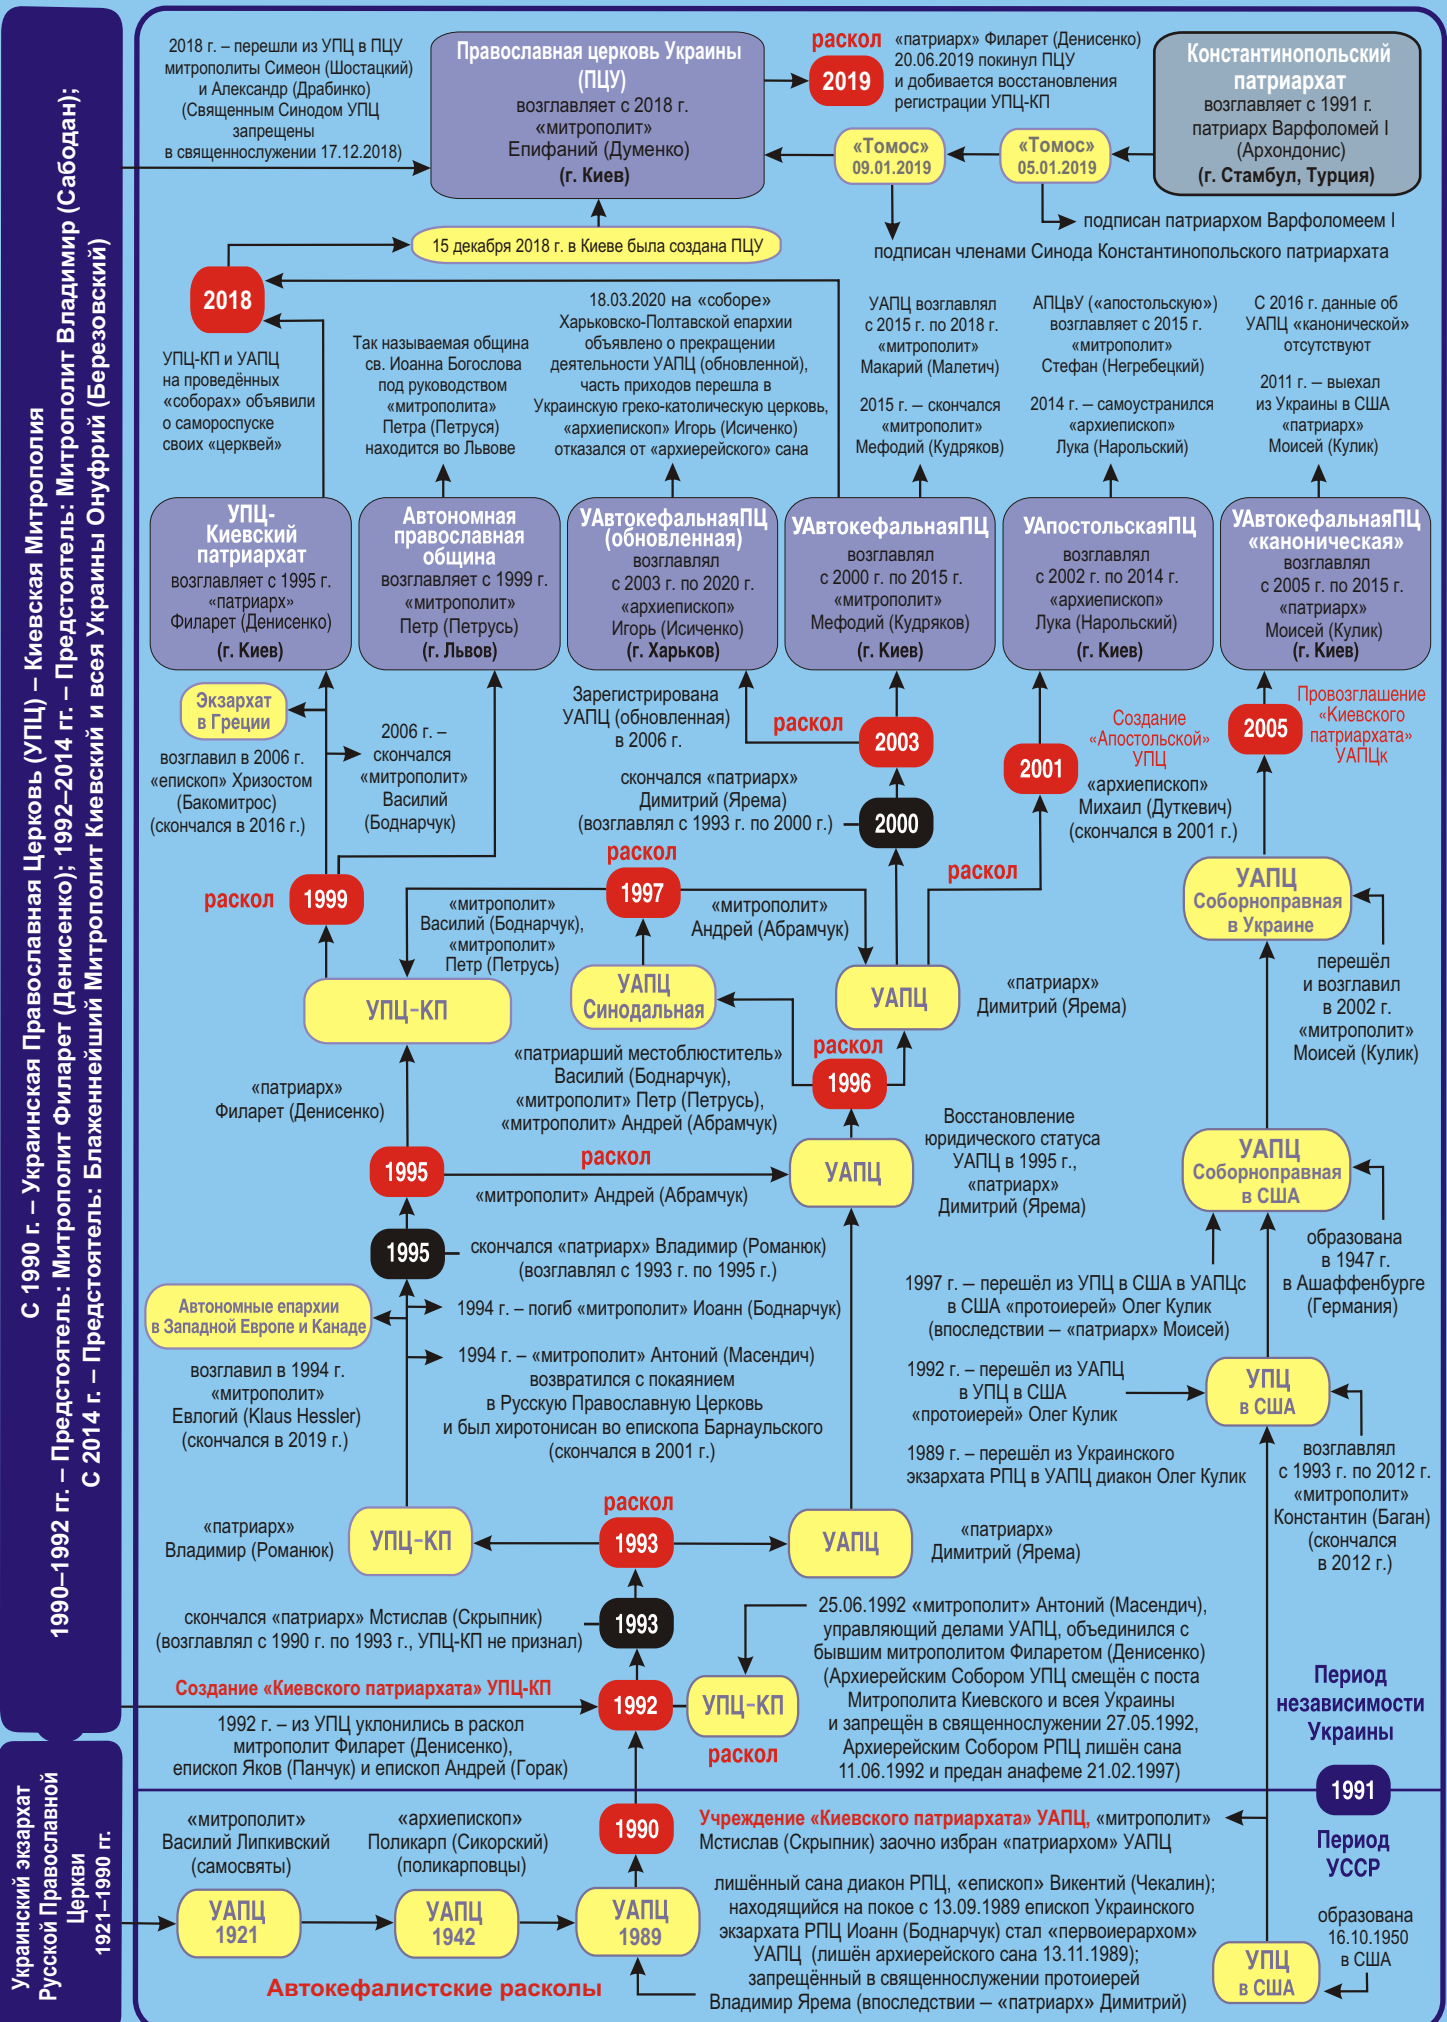 С 1990 г. – Украинская Православная Церковь (УПЦ) – Киевская Митрополия
1990–1992 гг. – Предстоятель: Митрополит Филарет (Денисенко); 1992–2014 гг. – Предстоятель: Митрополит Владимир (Сабодан);
С 2014 г. – Предстоятель: Блаженнейший Митрополит Киевский и всея Украины Онуфрий (Березовский)
Украинский экзархат
Русской Православной
Церкви
1921–1990 гг.
2018 г. – перешли из УПЦ в ПЦУ
митрополиты Симеон (Шостацкий)
и Александр (Драбинко)
(Священным Синодом УПЦ
запрещены
в священнослужении 17.12.2018)
Православная церковь Украины
(ПЦУ)
возглавляет с 2018 г.
«митрополит»
Епифаний (Думенко)
(г. Киев)
раскол
2019
«патриарх» Филарет (Денисенко)
20.06.2019 покинул ПЦУ
и добивается восстановления
регистрации УПЦ-КП
Константинопольский
патриархат
возглавляет с 1991 г.
патриарх Варфоломей I
(Архондонис)
(г. Стамбул, Турция)
«Томос»
09.01.2019
«Томос»
05.01.2019
подписан патриархом Варфоломеем I
подписан членами Синода Константинопольского патриархата
15 декабря 2018 г. в Киеве была создана ПЦУ
2018
УПЦ-КП и УАПЦ
на проведённых
«соборах» объявили
о самороспуске
своих «церквей»
Так называемая община
св. Иоанна Богослова
под руководством
«митрополита»
Петра (Петруся)
находится во Львове
18.03.2020 на «соборе»
Харьковско-Полтавской епархии
объявлено о прекращении
деятельности УАПЦ (обновленной),
часть приходов перешла в
Украинскую греко-католическую церковь,
«архиепископ» Игорь (Исиченко)
отказался от «архиерейского» сана
УАПЦ возглавлял
с 2015 г. по 2018 г.
«митрополит»
Макарий (Малетич)
2015 г. – скончался
«митрополит»
Мефодий (Кудряков)
АПЦвУ («апостольскую»)
возглавляет с 2015 г.
«митрополит»
Стефан (Негребецкий)
2014 г. – самоустранился
«архиепископ»
Лука (Нарольский)
С 2016 г. данные об
УАПЦ «канонической»
отсутствуют
2011 г. – выехал
из Украины в США
«патриарх»
Моисей (Кулик)
УПЦ-
Киевский
патриархат
возглавляет с 1995 г.
«патриарх»
Филарет (Денисенко)
(г. Киев)
Автономная
православная
община
возглавляет с 1999 г.
«митрополит»
Петр (Петрусь)
(г. Львов)
УАвтокефальнаяПЦ
(обновленная)
возглавлял
с 2003 г. по 2020 г.
«архиепископ»
Игорь (Исиченко)
(г. Харьков)
УАвтокефальнаяПЦ
возглавлял
с 2000 г. по 2015 г.
«митрополит»
Мефодий (Кудряков)
(г. Киев)
УАпостольскаяПЦ
возглавлял
с 2002 г. по 2014 г.
«архиепископ»
Лука (Нарольский)
(г. Киев)
УАвтокефальнаяПЦ
«каноническая»
возглавлял
с 2005 г. по 2015 г.
«патриарх»
Моисей (Кулик)
(г. Киев)
Экзархат
в Греции
возглавил в 2006 г.
«епископ» Хризостом
(Бакомитрос)
(скончался в 2016 г.)
2006 г. –
скончался
«митрополит»
Василий
(Боднарчук)
Зарегистрирована
УАПЦ (обновленная)
в 2006 г.
раскол
2003
скончался «патриарх»
Димитрий (Ярема)
(возглавлял с 1993 г. по 2000 г.)
2000
2001
Создание
«Апостольской»
УПЦ
«архиепископ»
Михаил (Дуткевич)
(скончался в 2001 г.)
2005
Провозглашение
«Киевского
патриархата»
УАПЦк
раскол
1999
раскол
1997
«митрополит»
Василий (Боднарчук),
«митрополит»
Петр (Петрусь)
«митрополит»
Андрей (Абрамчук)
раскол
УАПЦ
Соборноправная
в Украине
перешёл
и возглавил
в 2002 г.
«митрополит»
Моисей (Кулик)
УПЦ-КП
УАПЦ
Синодальная
УАПЦ
«патриарх»
Димитрий (Ярема)
«патриарх»
Филарет (Денисенко)
«патриарший местоблюститель»
Василий (Боднарчук),
«митрополит» Петр (Петрусь),
«митрополит» Андрей (Абрамчук)
раскол
1996
Восстановление
юридического статуса
УАПЦ в 1995 г.,
«патриарх»
Димитрий (Ярема)
1995
раскол
«митрополит» Андрей (Абрамчук)
УАПЦ
УАПЦ
Соборноправная
в США
образована
в 1947 г.
в Ашаффенбурге
(Германия)
1995
скончался «патриарх» Владимир (Романюк)
(возглавлял с 1993 г. по 1995 г.)
Автономные епархии
в Западной Европе и Канаде
возглавил в 1994 г.
«митрополит»
Евлогий (Klaus Hessler)
(скончался в 2019 г.)
1994 г. – погиб «митрополит» Иоанн (Боднарчук)
1994 г. – «митрополит» Антоний (Масендич)
возвратился с покаянием
в Русскую Православную Церковь
и был хиротонисан во епископа Барнаульского
(скончался в 2001 г.)
1997 г. – перешёл из УПЦ в США в УАПЦс
в США «протоиерей» Олег Кулик
(впоследствии – «патриарх» Моисей)
1992 г. – перешёл из УАПЦ
в УПЦ в США
«протоиерей» Олег Кулик
1989 г. – перешёл из Украинского
экзархата РПЦ в УАПЦ диакон Олег Кулик
УПЦ
в США
возглавлял
с 1993 г. по 2012 г.
«митрополит»
Константин (Баган)
(скончался
в 2012 г.)
«патриарх»
Владимир (Романюк)
УПЦ-КП
раскол
1993
УАПЦ
«патриарх»
Димитрий (Ярема)
скончался «патриарх» Мстислав (Скрыпник)
(возглавлял с 1990 г. по 1993 г., УПЦ-КП не признал)
1993
25.06.1992 «митрополит» Антоний (Масендич),
управляющий делами УАПЦ, объединился с
бывшим митрополитом Филаретом (Денисенко)
(Архиерейским Собором УПЦ смещён с поста
Митрополита Киевского и всея Украины
и запрещён в священнослужении 27.05.1992,
Архиерейским Собором РПЦ лишён сана
11.06.1992 и предан анафеме 21.02.1997)
Создание «Киевского патриархата» УПЦ-КП
1992
УПЦ-КП
раскол
1992 г. – из УПЦ уклонились в раскол
митрополит Филарет (Денисенко),
епископ Яков (Панчук) и епископ Андрей (Горак)
Период
независимости
Украины
1991
Период
УССР
«митрополит»
Василий Липкивский
(самосвяты)
«архиепископ»
Поликарп (Сикорский)
(поликарповцы)
1990
Учреждение «Киевского патриархата» УАПЦ, «митрополит»
Мстислав (Скрыпник) заочно избран «патриархом» УАПЦ
УАПЦ
1921
УАПЦ
1942
УАПЦ
1989
лишённый сана диакон РПЦ, «епископ» Викентий (Чекалин);
находящийся на покое с 13.09.1989 епископ Украинского
экзархата РПЦ Иоанн (Боднарчук) стал «первоиерархом»
УАПЦ (лишён архиерейского сана 13.11.1989);
запрещённый в священнослужении протоиерей
Владимир Ярема (впоследствии – «патриарх» Димитрий)
Автокефалистские расколы
образована
16.10.1950
в США
УПЦ
в США